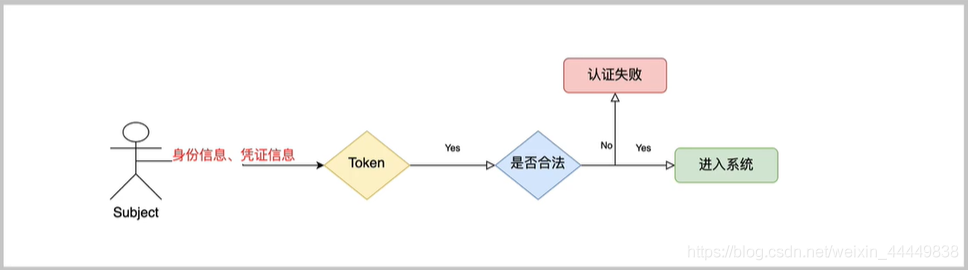 认证失败
身份信息、凭证信息
Token
Yes
是否合法
No
Yes
进入系统
Subject
https://blog.csdn.net/weixin_44449838